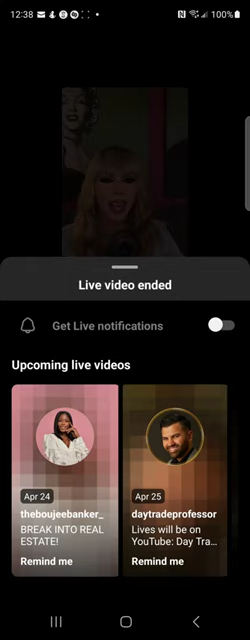 12:38
100%
Live video ended
Get Live notifications
Upcoming live videos
Apr 24
theboujeebanker_
BREAK INTO REAL
ESTATE!
Remind me
Apr 25
daytradeprofessor
Lives will be on
YouTube: Day Tra...
Remind me